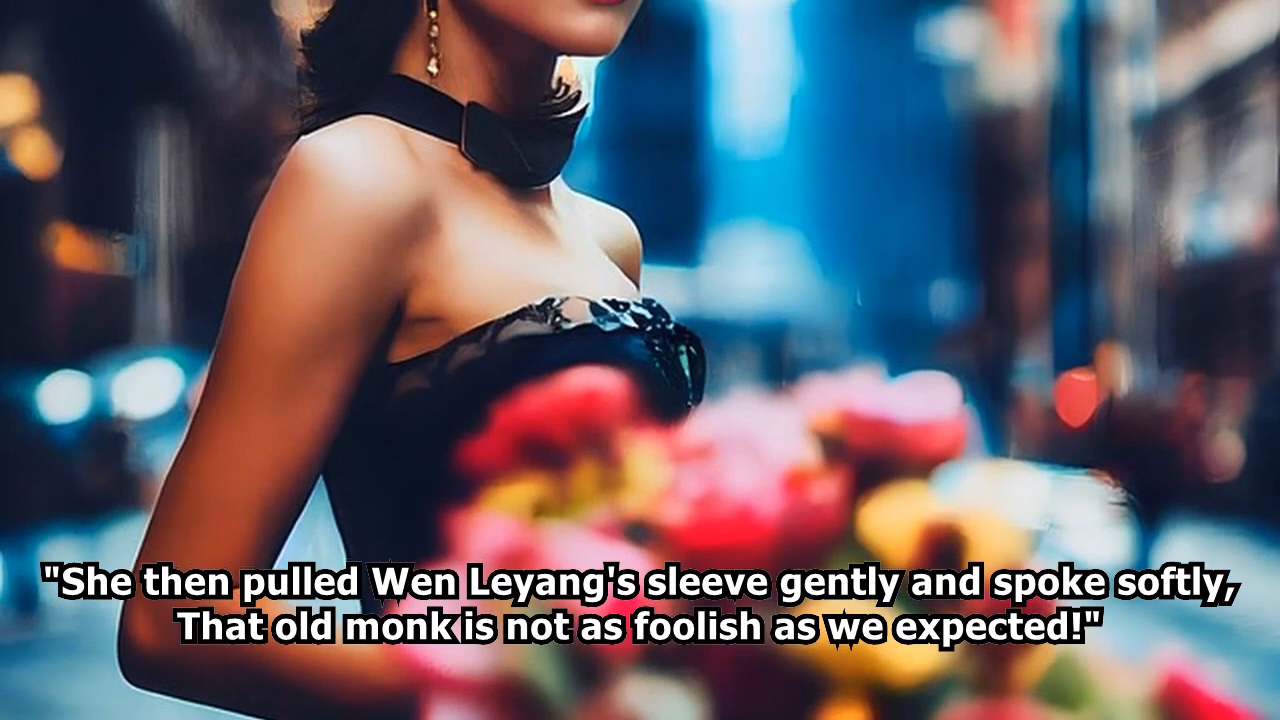 "She then pulled Wen Leyang's sleeve gently and spoke softly,
That old monk is not as foolish as we expected!"